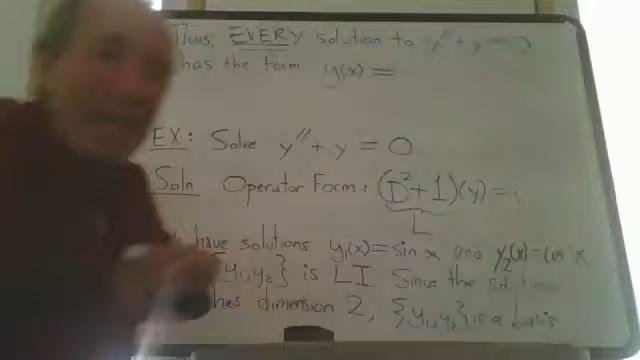 Thus, EVERY solution to y'' + y =
has the form y(x) =
EX: Solve y'' + y = 0
Soln Operator Form: (D² + 1)(y) =
L
have solutions y₁(x) = sin x and y₂(x) = cos x
{y₁, y₂} is LI Since the
has dimension 2, {y₁, y₂} is a basis